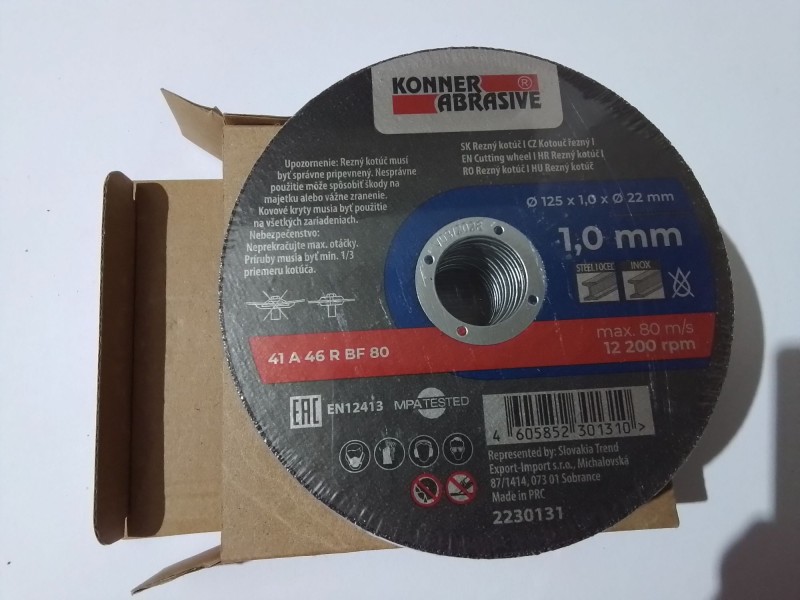 KONNER ®
ABRASIVE
SK Rezný kotúč I CZ Kotouč řezný I
EN Cutting wheel I HR Rezný kotúč I
RO Rezný kotúč I HU Rezný kotúč
Upozornenie: Rezný kotúč musí
byť správne pripevnený. Nesprávne
použitie môže spôsobiť škody na
majetku alebo vážne zranenie.
Kovové kryty musia byť použitie
na všetkých zariadeniach.
Nebezpečenstvo:
Neprekračujte max. otáčky.
Príruby musia byť min. 1/3
priemeru kotúča.
Ø 125 x 1,0 x Ø 22 mm
1,0 mm
STEEL/OCEL INOX
41 A 46 R BF 80
max. 80 m/s
12 200 rpm
EAC EN12413 MPA TESTED
4 605852 301310 >
Represented by: Slovakia Trend
Export-Import s.r.o., Michalovská
87/1414, 073 01 Sobrance
Made in PRC
2230131